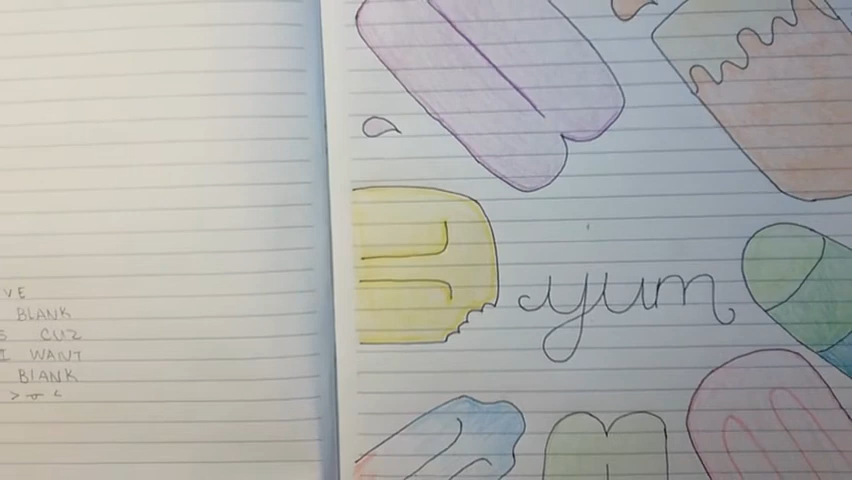 VE
BLANK
S CUZ
I WANT
BLANK
yum